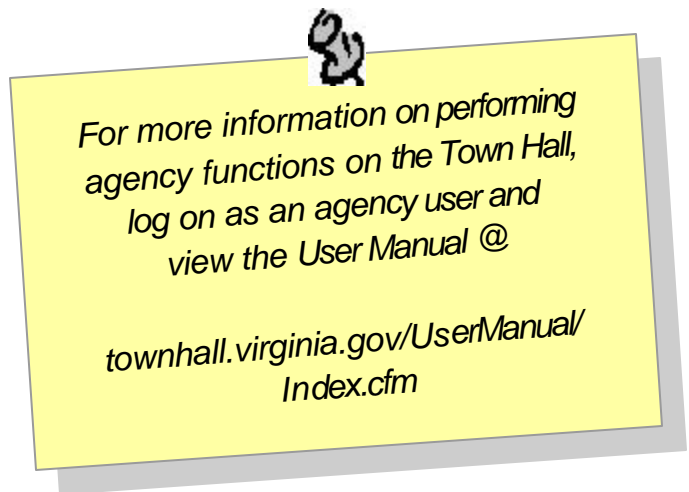 For more information on performing
agency functions on the Town Hall,
log on as an agency user and
view the User Manual @
townhall.virginia.gov/UserManual/
Index.cfm